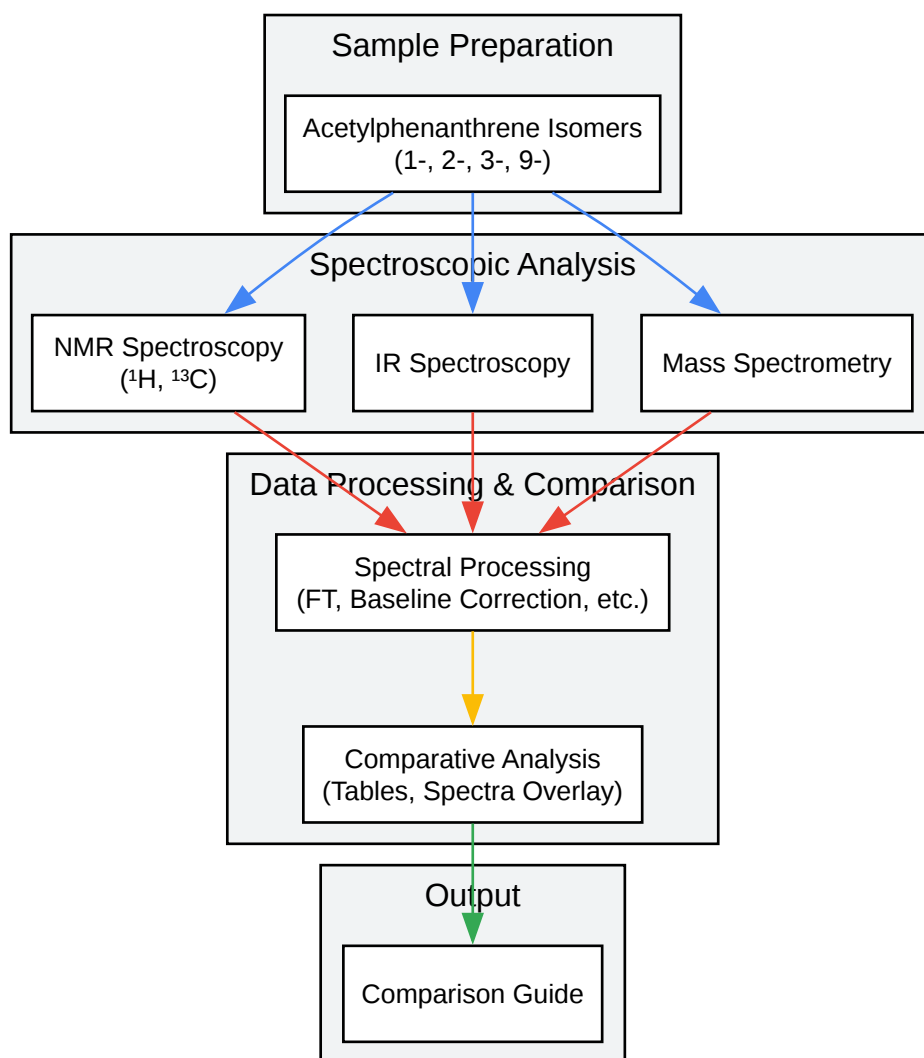 Sample Preparation
Acetylphenanthrene Isomers
(1-, 2-, 3-, 9-)
Spectroscopic Analysis
NMR Spectroscopy
(¹H, ¹³C)
IR Spectroscopy
Mass Spectrometry
Data Processing & Comparison
Spectral Processing
(FT, Baseline Correction, etc.)
Comparative Analysis
(Tables, Spectra Overlay)
Output
Comparison Guide